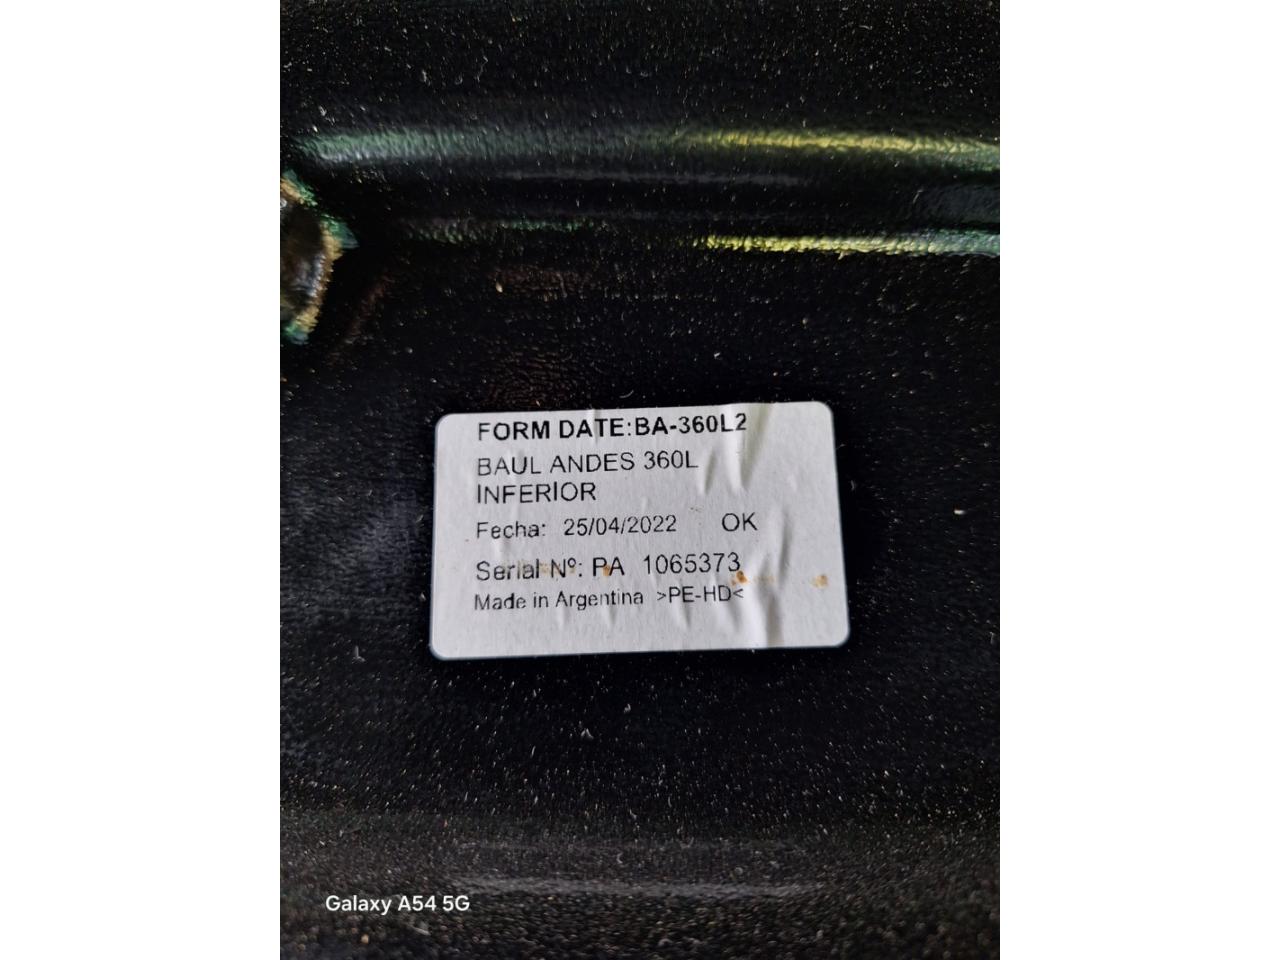 FORM DATE:BA-360L2
BAUL ANDES 360L
INFERIOR
Fecha: 25/04/2022 OK
Serial Nº: PA 1065373
Made in Argentina >PE-HD<
Galaxy A54 5G